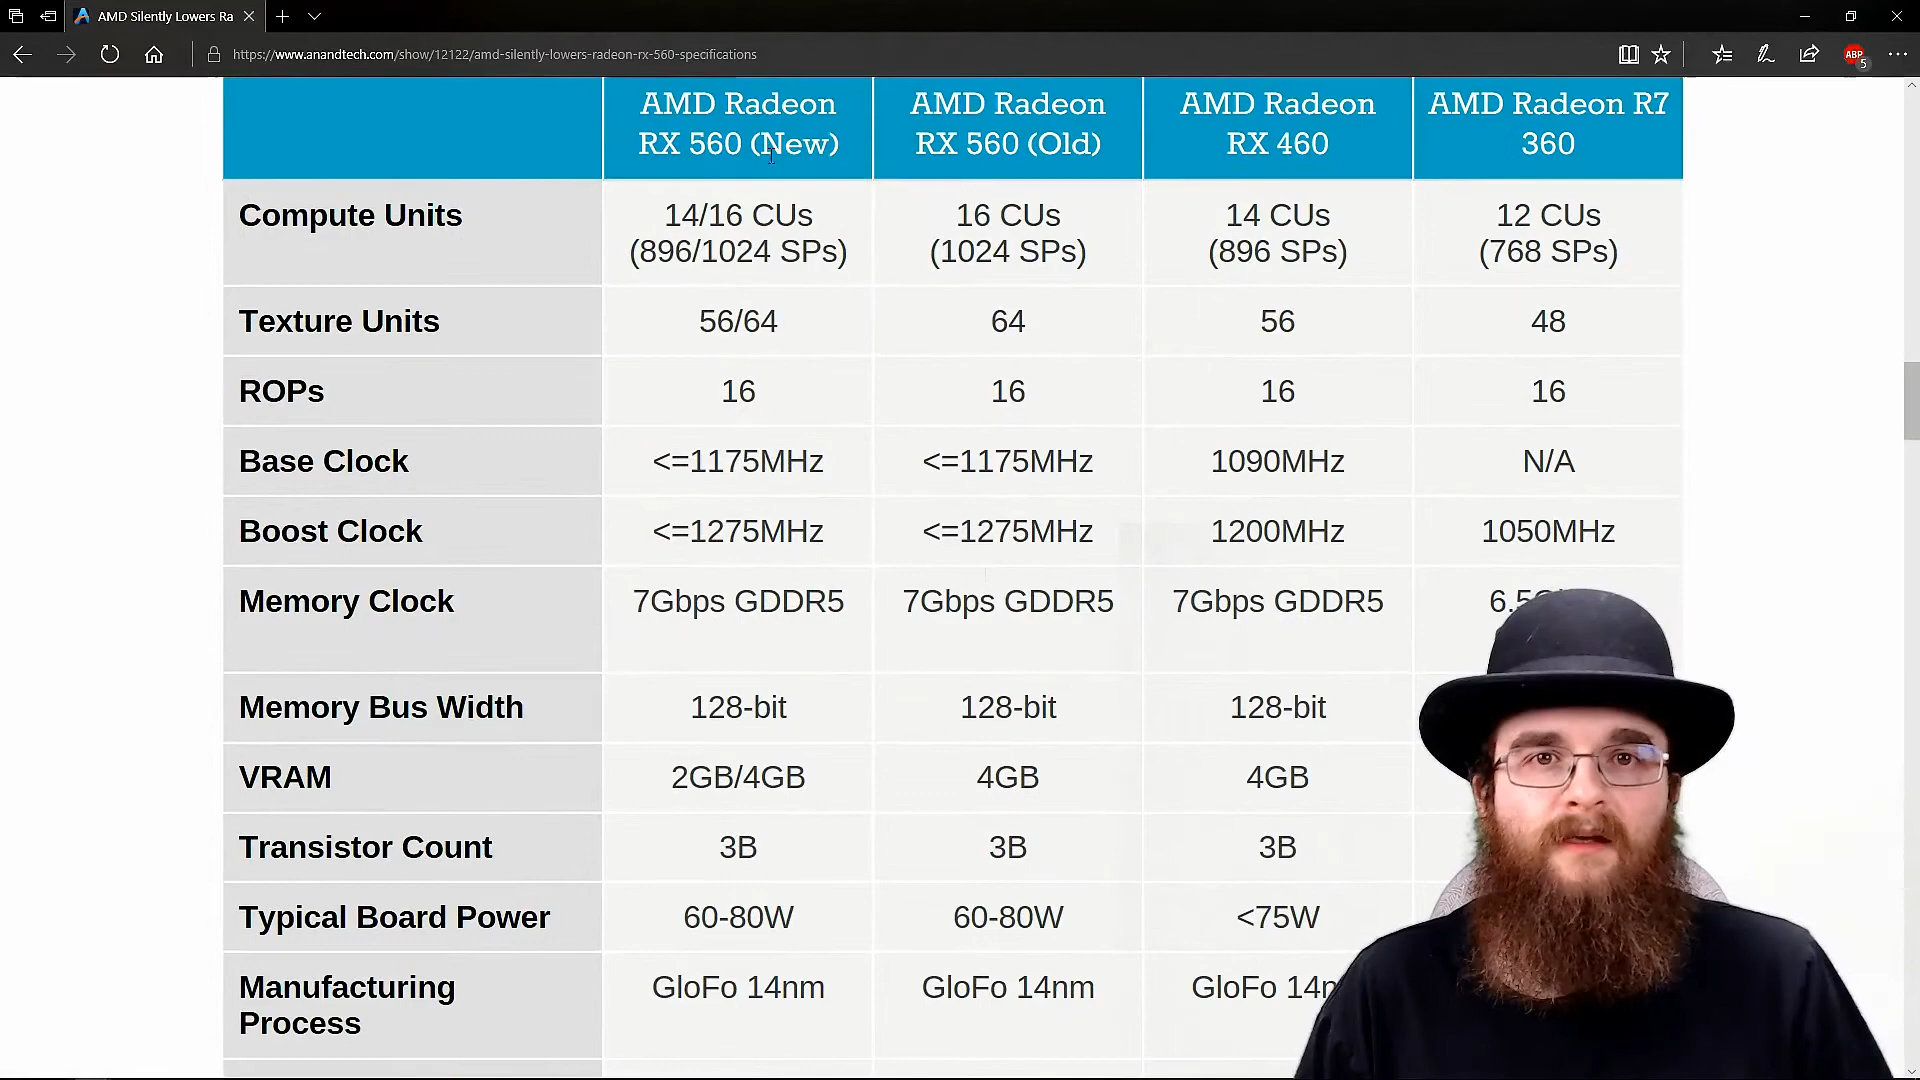 AMD Silently Lowers Ra
https://www.anandtech.com/show/12122/amd-silently-lowers-radeon-rx-560-specifications
ABP
5
AMD Radeon RX 560 (New)
AMD Radeon RX 560 (Old)
AMD Radeon RX 460
AMD Radeon R7 360
Compute Units
14/16 CUs
(896/1024 SPs)
16 CUs
(1024 SPs)
14 CUs
(896 SPs)
12 CUs
(768 SPs)
Texture Units
56/64
64
56
48
ROPs
16
16
16
16
Base Clock
<=1175MHz
<=1175MHz
1090MHz
N/A
Boost Clock
<=1275MHz
<=1275MHz
1200MHz
1050MHz
Memory Clock
7Gbps GDDR5
7Gbps GDDR5
7Gbps GDDR5
Memory Bus Width
128-bit
128-bit
128-bit
VRAM
2GB/4GB
4GB
4GB
Transistor Count
3B
3B
3B
Typical Board Power
60-80W
60-80W
<75W
Manufacturing
Process
GloFo 14nm
GloFo 14nm
GloFo